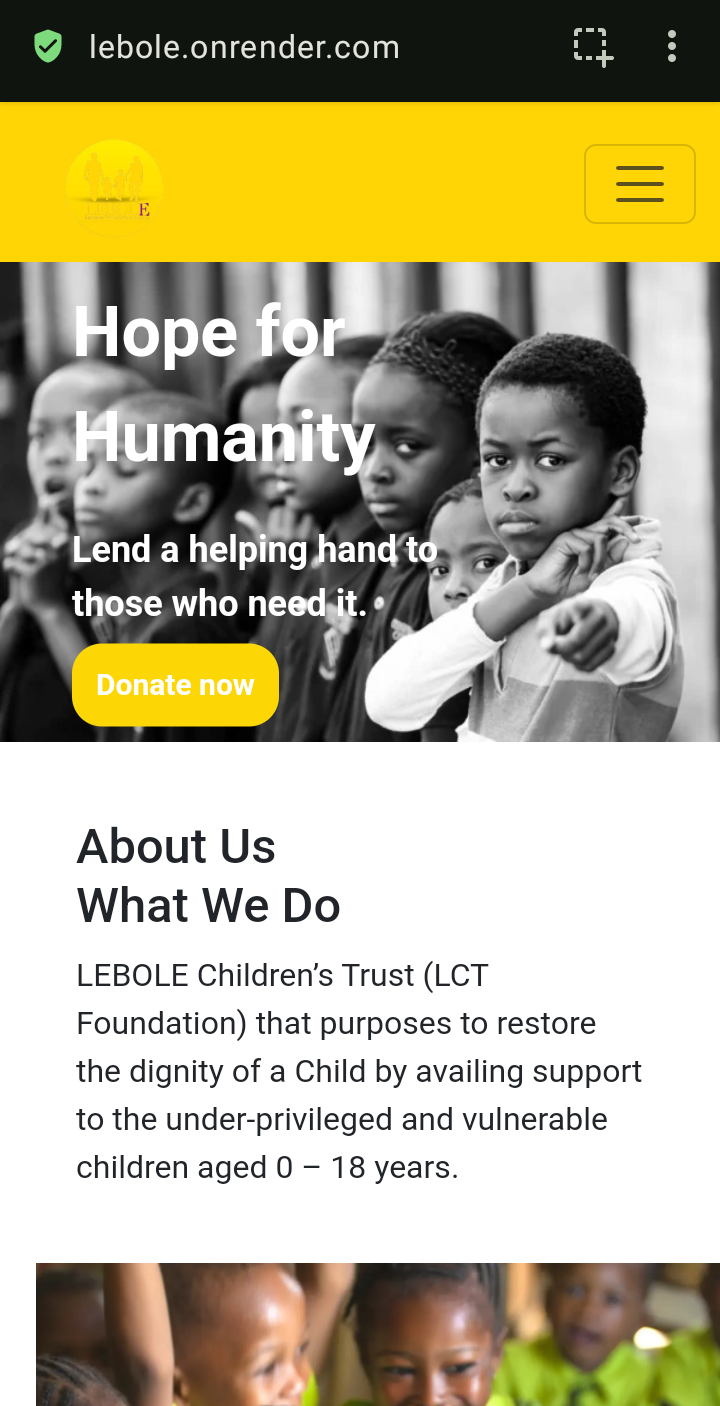 lebole.onrender.com
Hope for
Humanity
Lend a helping hand to
those who need it.
Donate now
About Us
What We Do
LEBOLE Children’s Trust (LCT
Foundation) that purposes to restore
the dignity of a Child by availing support
to the under-privileged and vulnerable
children aged 0 – 18 years.